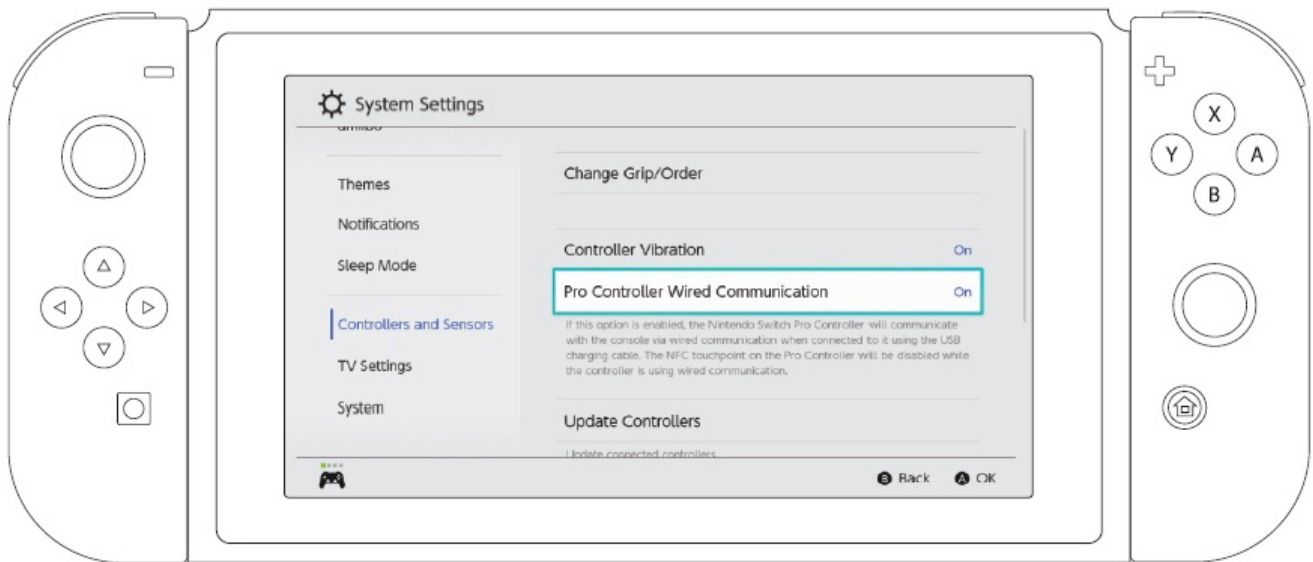 System Settings
amiibo
Themes
Notifications
Sleep Mode
Controllers and Sensors
TV Settings
System
Change Grip/Order
Controller Vibration On
Pro Controller Wired Communication On
If this option is enabled, the Nintendo Switch Pro Controller will communicate
with the console via wired communication when connected to it using the USB
charging cable. The NFC touchpoint on the Pro Controller will be disabled while
the controller is using wired communication.
Update Controllers
Update connected controllers.
B Back A OK
X
Y A
B